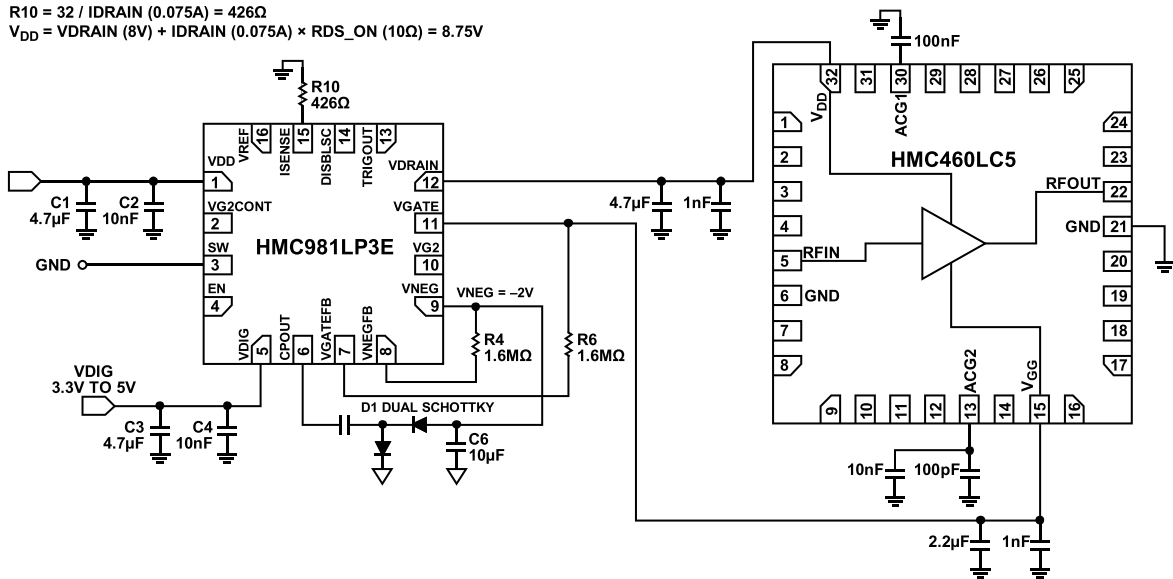 R10 = 32 / IDRAIN (0.075A) = 426Ω
VDD = VDRAIN (8V) + IDRAIN (0.075A) × RDS_ON (10Ω) = 8.75V
R10
426Ω
100nF
VREF
16
ISENSE
15
DISBLSC
14
TRIGOUT
13
VDD
1
VG2CONT
2
SW
3
EN
4
VDIG
5
CPOUT
6
VGATEFB
7
VNEGFB
8
VNEG
9
VG2
10
VGATE
11
VDRAIN
12
HMC981LP3E
C1
4.7µF
C2
10nF
GND
VDIG
3.3V TO 5V
C3
4.7µF
C4
10nF
VNEG = –2V
R4
1.6MΩ
R6
1.6MΩ
D1 DUAL SCHOTTKY
C6
10µF
4.7µF
1nF
HMC460LC5
32
31
30
29
28
27
26
25
VDD
ACG1
1
2
3
4
5
RFIN
6
GND
7
8
24
23
RFOUT
22
GND
21
20
19
18
17
ACG2
VGG
9
10
11
12
13
14
15
16
10nF
100pF
2.2µF
1nF